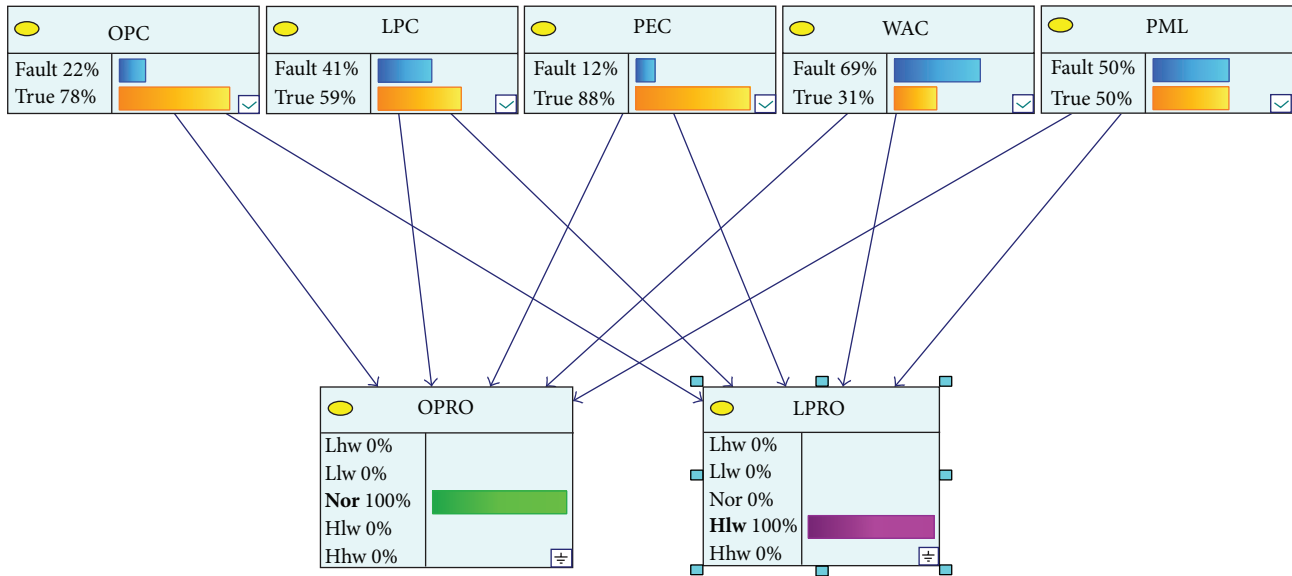 OPC
Fault 22%
True 78%
LPC
Fault 41%
True 59%
PEC
Fault 12%
True 88%
WAC
Fault 69%
True 31%
PML
Fault 50%
True 50%
OPRO
Lhw 0%
Llw 0%
Nor 100%
Hlw 0%
Hhw 0%
LPRO
Lhw 0%
Llw 0%
Nor 0%
Hlw 100%
Hhw 0%